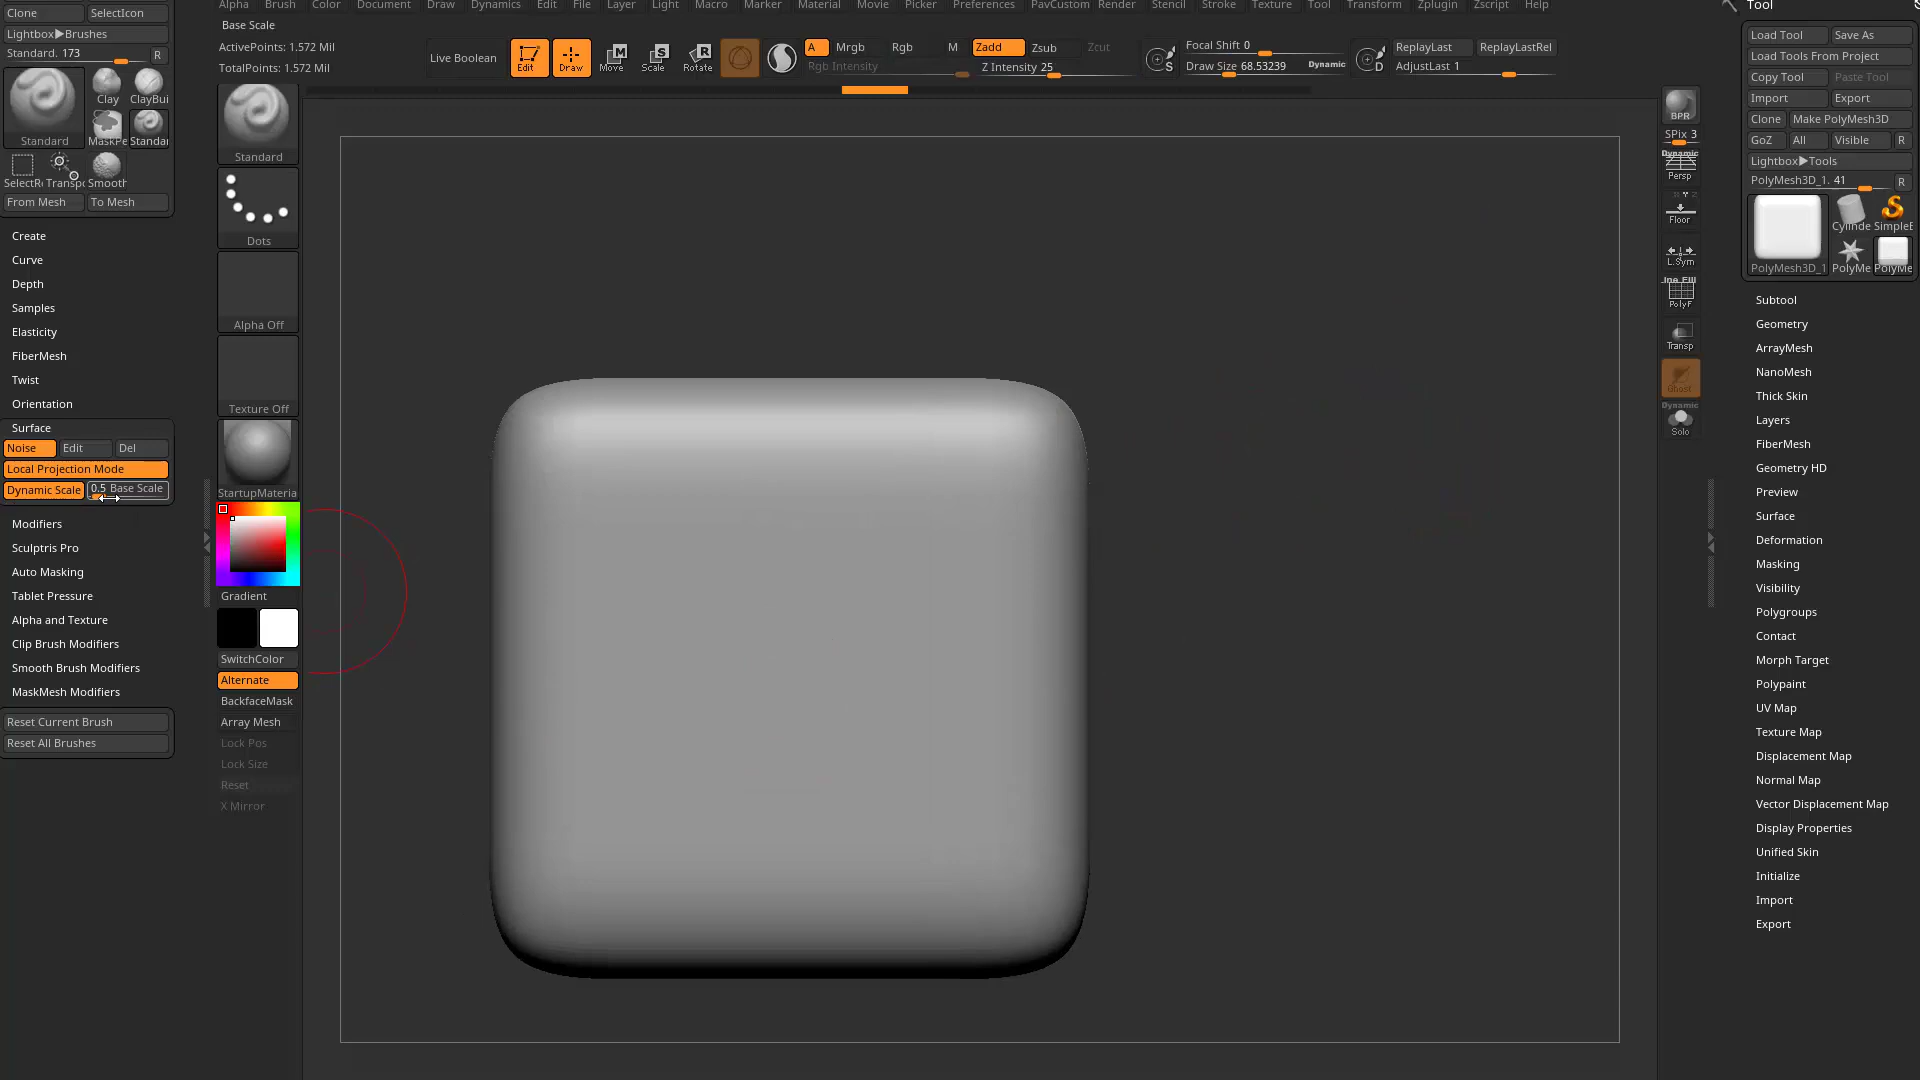 Alpha Brush Color Document Draw Dynamics Edit File Layer Light Macro Marker Material Movie Picker Preferences PavCustom Render Stencil Stroke Texture Tool Transform Zplugin Zscript Help
Clone SelectIcon
Lightbox▶Brushes
Standard. 173 R
Standard
Clay
ClayBui
MaskPe
Standar
SelectR
Transpo
Smooth
From Mesh To Mesh
Create
Curve
Depth
Samples
Elasticity
FiberMesh
Twist
Orientation
Surface
Noise Edit Del
Local Projection Mode
Dynamic Scale 0.5 Base Scale
Modifiers
Sculptris Pro
Auto Masking
Tablet Pressure
Alpha and Texture
Clip Brush Modifiers
Smooth Brush Modifiers
MaskMesh Modifiers
Reset Current Brush
Reset All Brushes
Base Scale
ActivePoints: 1.572 Mil
TotalPoints: 1.572 Mil
Live Boolean
Edit
Draw
Move
Scale
Rotate
A Mrgb Rgb M
Rgb Intensity
Zadd Zsub Zcut
Z Intensity 25
S
Focal Shift 0
Draw Size 68.53239 Dynamic
D
ReplayLast ReplayLastRel
AdjustLast 1
Standard
Dots
Alpha Off
Texture Off
StartupMateria
Gradient
SwitchColor
Alternate
BackfaceMask
Array Mesh
Lock Pos
Lock Size
Reset
X Mirror
BPR
SPix 3
Dynamic
Persp
Floor
L.Sym
Line Fill
PolyF
Transp
Ghost
Dynamic
Solo
Tool
Load Tool Save As
Load Tools From Project
Copy Tool Paste Tool
Import Export
Clone Make PolyMesh3D
GoZ All Visible R
Lightbox▶Tools
PolyMesh3D_1. 41 R
PolyMesh3D_1
Cylinde
SimpleB
PolyMe
PolyMe
Subtool
Geometry
ArrayMesh
NanoMesh
Thick Skin
Layers
FiberMesh
Geometry HD
Preview
Surface
Deformation
Masking
Visibility
Polygroups
Contact
Morph Target
Polypaint
UV Map
Texture Map
Displacement Map
Normal Map
Vector Displacement Map
Display Properties
Unified Skin
Initialize
Import
Export